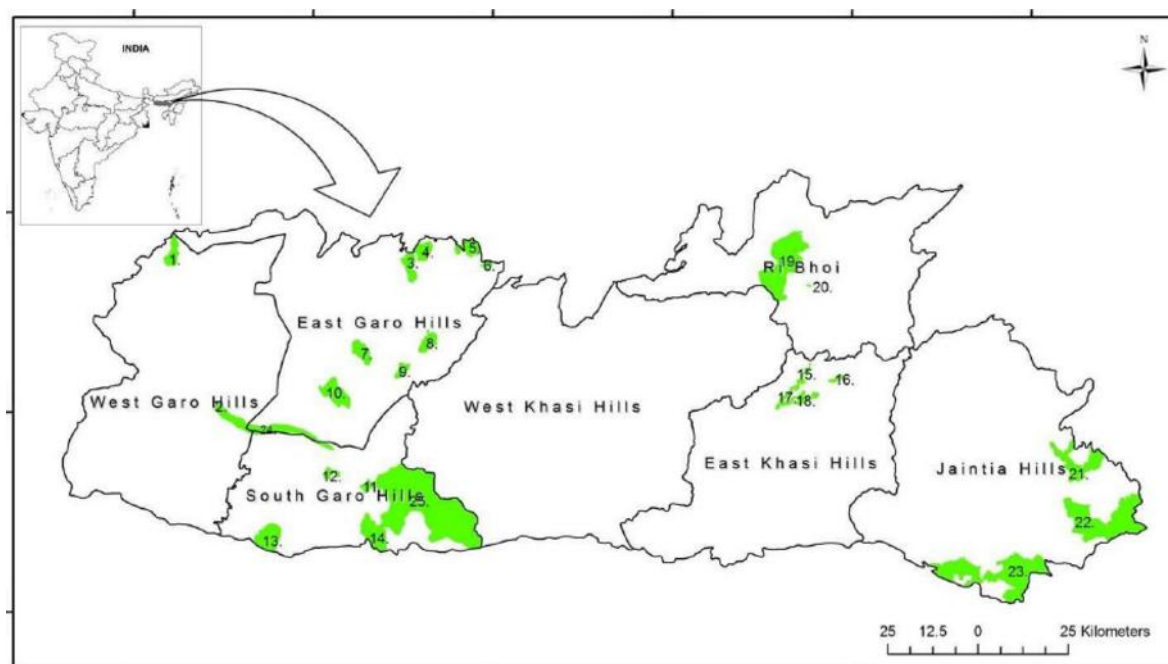 INDIA
N
1.
3.
4.
5.
6.
19.
Ri Bhoi
20.
East Garo Hills
7.
8.
9.
10.
15.
16.
17.
18.
West Garo Hills
2.
24.
West Khasi Hills
East Khasi Hills
Jaintia Hills
21.
12.
11.
South Garo Hills
25.
22.
13.
14.
23.
25 12.5 0 25 Kilometers